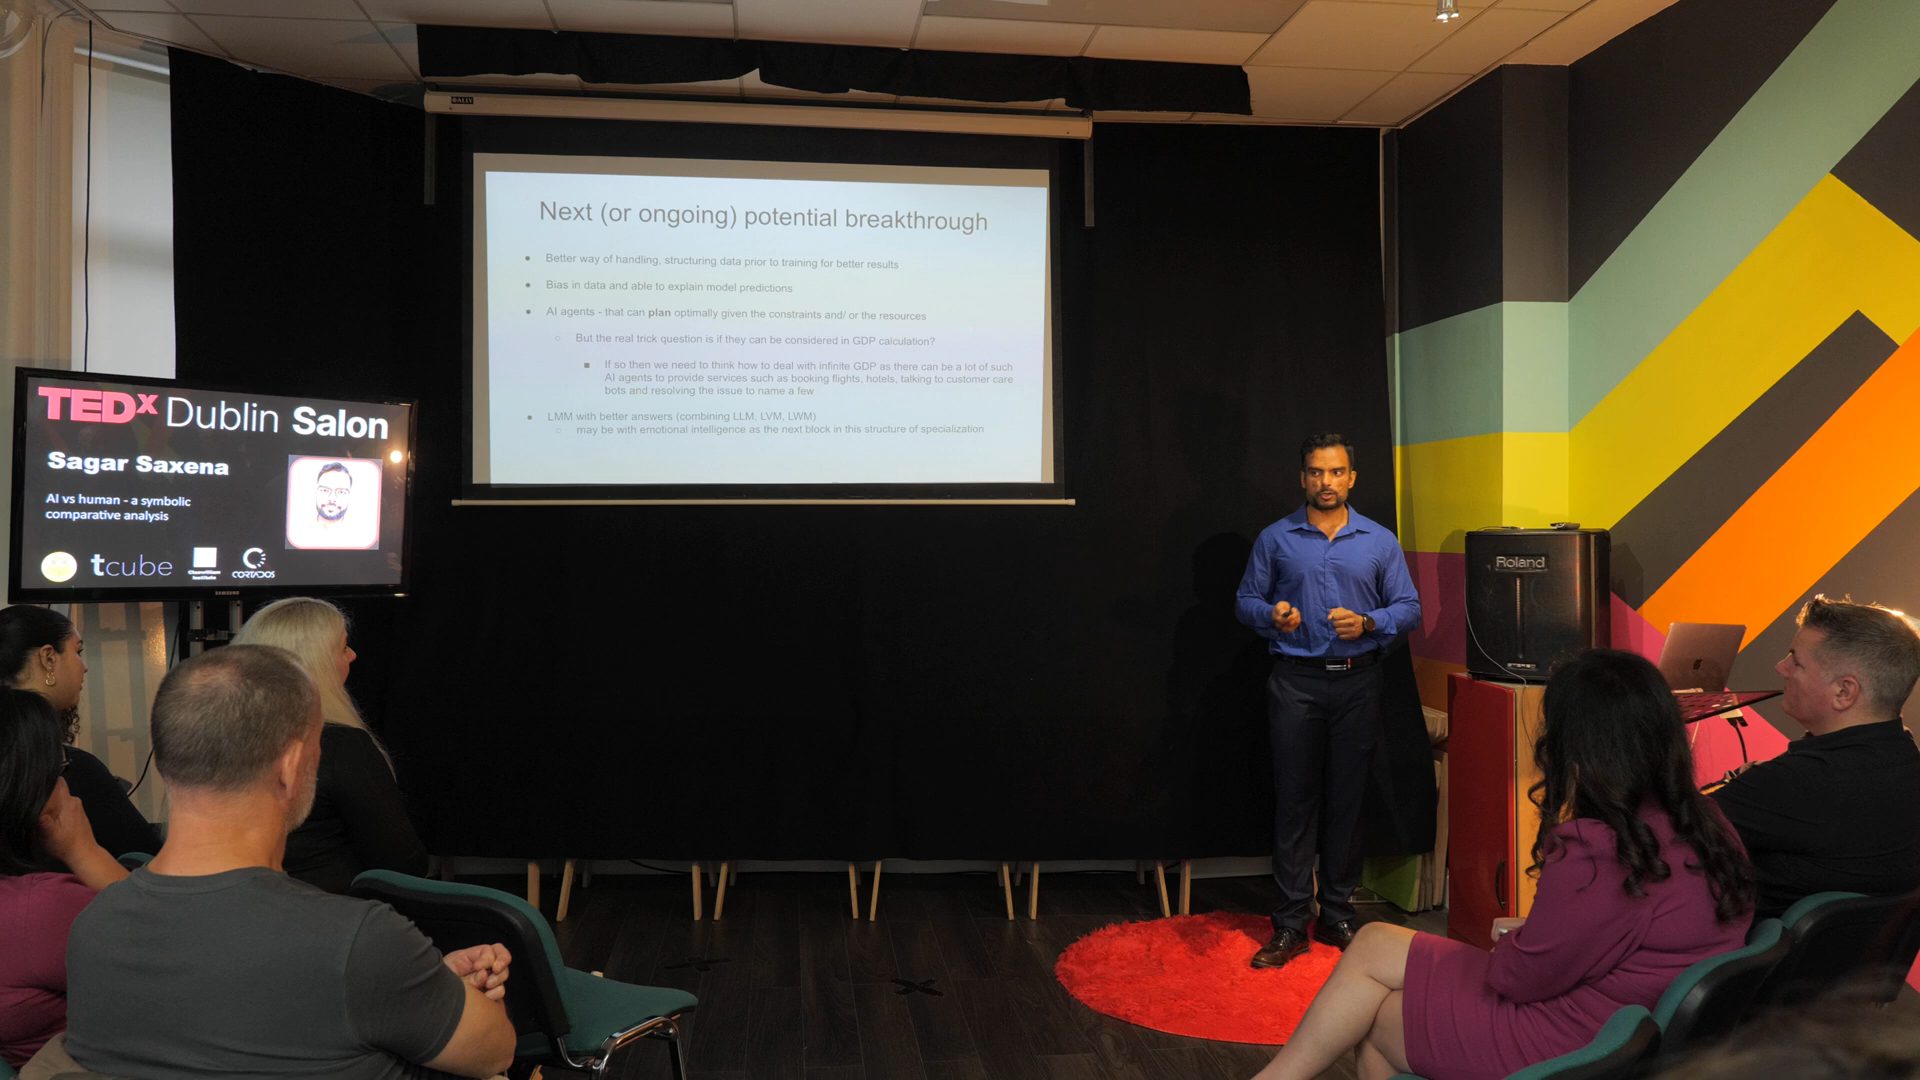 DALLY
Next (or ongoing) potential breakthrough
Better way of handling, structuring data prior to training for better results
Bias in data and able to explain model predictions
AI agents - that can plan optimally given the constraints and/ or the resources
But the real trick question is if they can be considered in GDP calculation?
If so then we need to think how to deal with infinite GDP as there can be a lot of such
AI agents to provide services such as booking flights, hotels, talking to customer care
bots and resolving the issue to name a few
LMM with better answers (combining LLM, LVM, LWM)
may be with emotional intelligence as the next block in this structure of specialization
TEDx Dublin Salon
Sagar Saxena
AI vs human - a symbolic
comparative analysis
tcube
Institute
CORTADOS
SAMSUNG
Roland